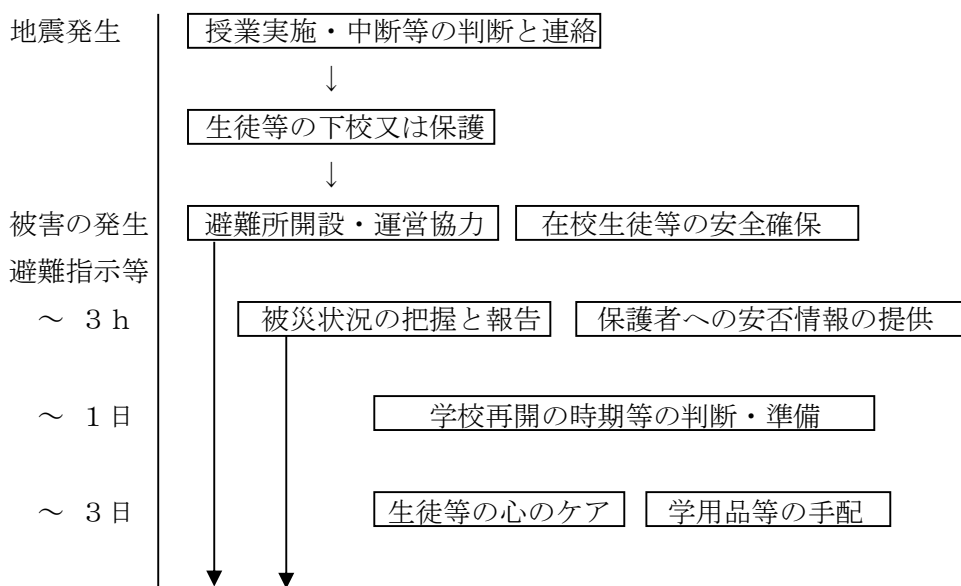 地震発生 授業実施・中断等の判断と連絡
↓
生徒等の下校又は保護
↓
被害の発生 避難所開設・運営協力 在校生徒等の安全確保
避難指示等
～ 3 h 被災状況の把握と報告 保護者への安否情報の提供
～ 1 日 学校再開の時期等の判断・準備
～ 3 日 生徒等の心のケア 学用品等の手配